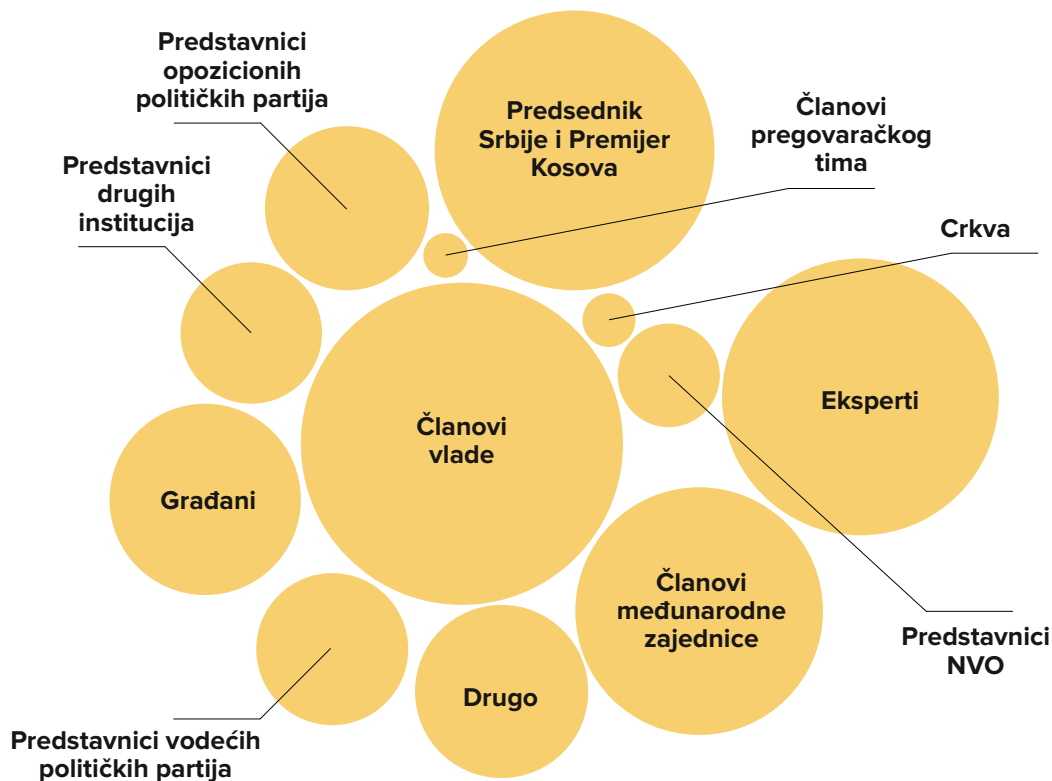 Predstavnici
opozicionih
političkih partija
Predsednik
Srbije i Premijer
Kosova
Članovi
pregovaračkog
tima
Predstavnici
drugih
institucija
Crkva
Eksperti
Članovi
vlade
Građani
Članovi
međunarodne
zajednice
Predstavnici
NVO
Drugo
Predstavnici vodećih
političkih partija